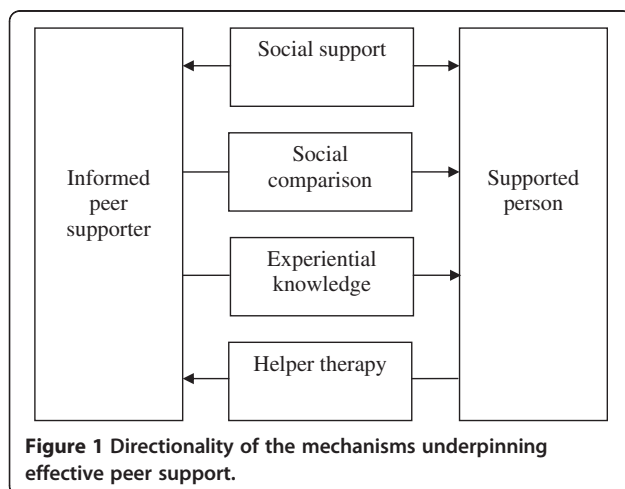 Social support
Social
comparison
Informed
peer
supporter
Supported
person
Experiential
knowledge
Helper therapy
Figure 1 Directionality of the mechanisms underpinning
effective peer support.